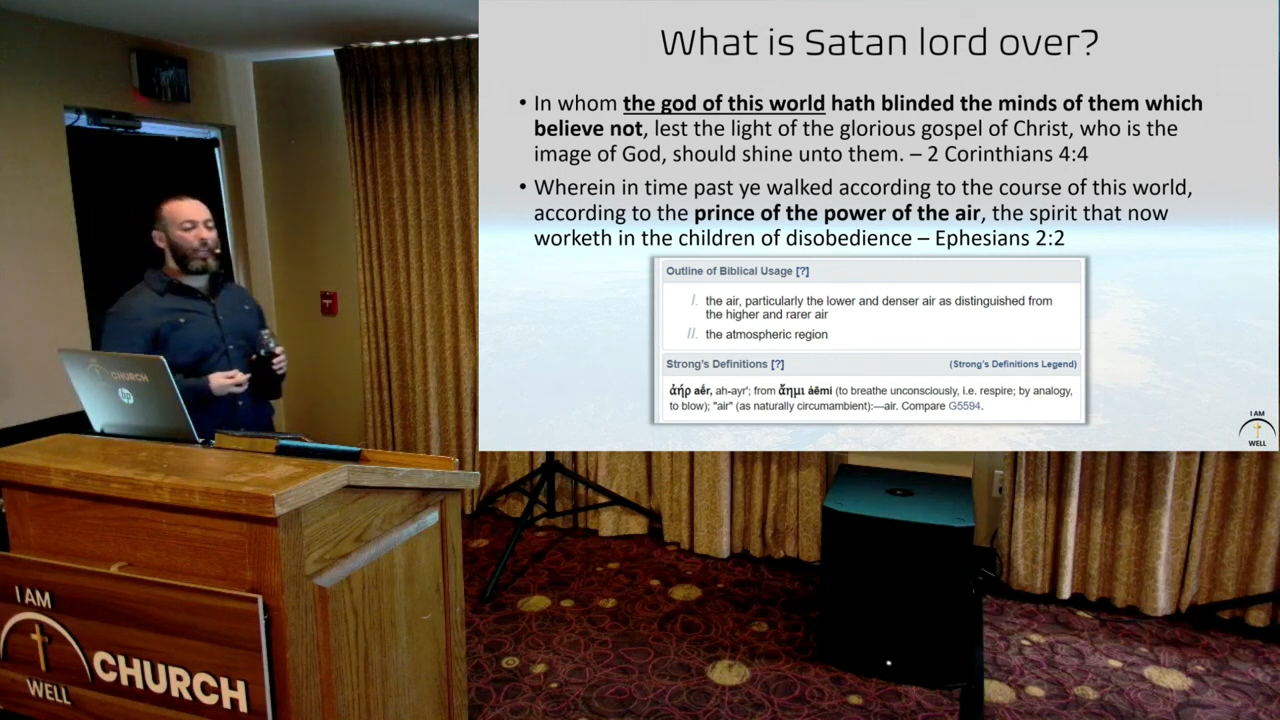 What is Satan lord over?
• In whom the god of this world hath blinded the minds of them which
believe not, lest the light of the glorious gospel of Christ, who is the
image of God, should shine unto them. – 2 Corinthians 4:4
• Wherein in time past ye walked according to the course of this world,
according to the prince of the power of the air, the spirit that now
worketh in the children of disobedience – Ephesians 2:2
Outline of Biblical Usage [?]
I. the air, particularly the lower and denser air as distinguished from
the higher and rarer air
II. the atmospheric region
Strong's Definitions [?] (Strong's Definitions Legend)
ἀήρ aḗr, ah-ayr'; from ἄημι áēmi (to breathe unconsciously, i.e. respire; by analogy,
to blow); "air" (as naturally circumambient):—air. Compare G5594.
I AM
WELL
CHURCH
hp
I AM
WELL
CHURCH